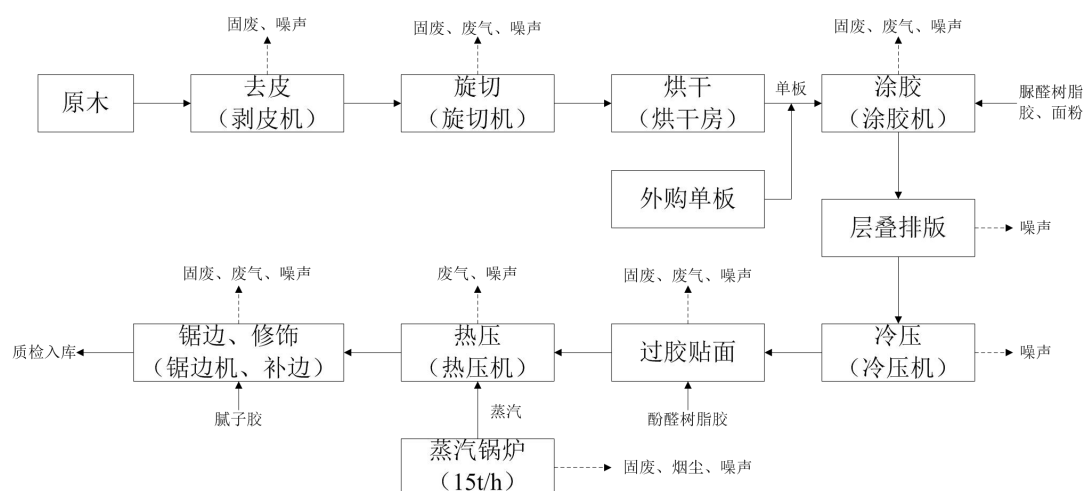 固废、噪声
固废、废气、噪声
固废、废气、噪声
原木
去皮
（剥皮机）
旋切
（旋切机）
烘干
（烘干房）
单板
涂胶
（涂胶机）
脲醛树脂
胶、面粉
外购单板
层叠排版
噪声
固废、废气、噪声
废气、噪声
固废、废气、噪声
质检入库
锯边、修饰
（锯边机、补边）
热压
（热压机）
过胶贴面
冷压
（冷压机）
噪声
腻子胶
蒸汽
酚醛树脂胶
蒸汽锅炉
（15t/h）
固废、烟尘、噪声